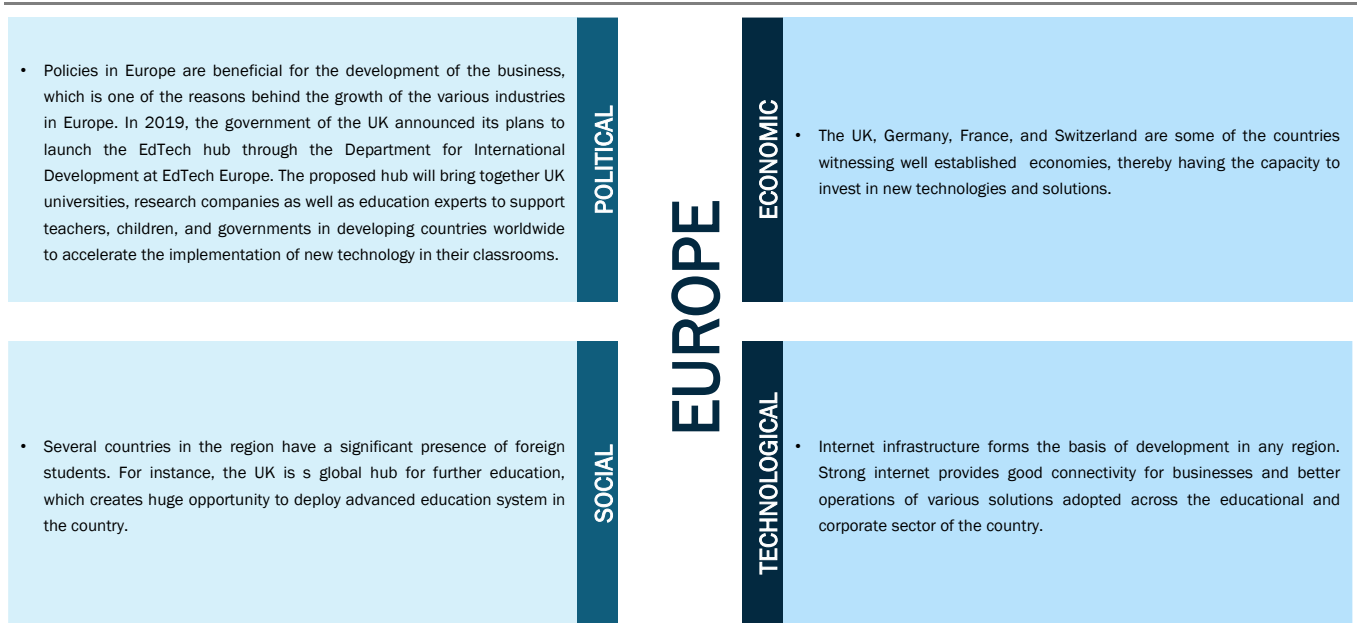 • Policies in Europe are beneficial for the development of the business,
which is one of the reasons behind the growth of the various industries
in Europe. In 2019, the government of the UK announced its plans to
launch the EdTech hub through the Department for International
Development at EdTech Europe. The proposed hub will bring together UK
universities, research companies as well as education experts to support
teachers, children, and governments in developing countries worldwide
to accelerate the implementation of new technology in their classrooms.
POLITICAL
EUROPE
ECONOMIC
• The UK, Germany, France, and Switzerland are some of the countries
witnessing well established economies, thereby having the capacity to
invest in new technologies and solutions.
• Several countries in the region have a significant presence of foreign
students. For instance, the UK is s global hub for further education,
which creates huge opportunity to deploy advanced education system in
the country.
SOCIAL
TECHNOLOGICAL
• Internet infrastructure forms the basis of development in any region.
Strong internet provides good connectivity for businesses and better
operations of various solutions adopted across the educational and
corporate sector of the country.